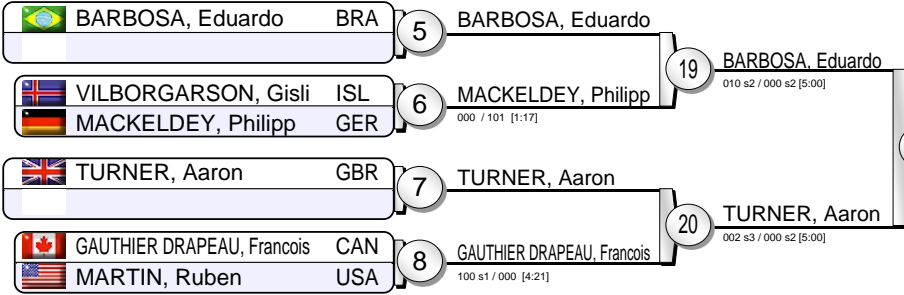 BARBOSA, Eduardo BRA
5
BARBOSA, Eduardo
VILBORGARSON, Gisli ISL
MACKELDEY, Philipp GER
6
MACKELDEY, Philipp
000 / 101 [1:17]
19
BARBOSA, Eduardo
010 s2 / 000 s2 [5:00]
TURNER, Aaron GBR
7
TURNER, Aaron
GAUTHIER DRAPEAU, Francois CAN
MARTIN, Ruben USA
8
GAUTHIER DRAPEAU, Francois
100 s1 / 000 [4:21]
20
TURNER, Aaron
002 s3 / 000 s2 [5:00]